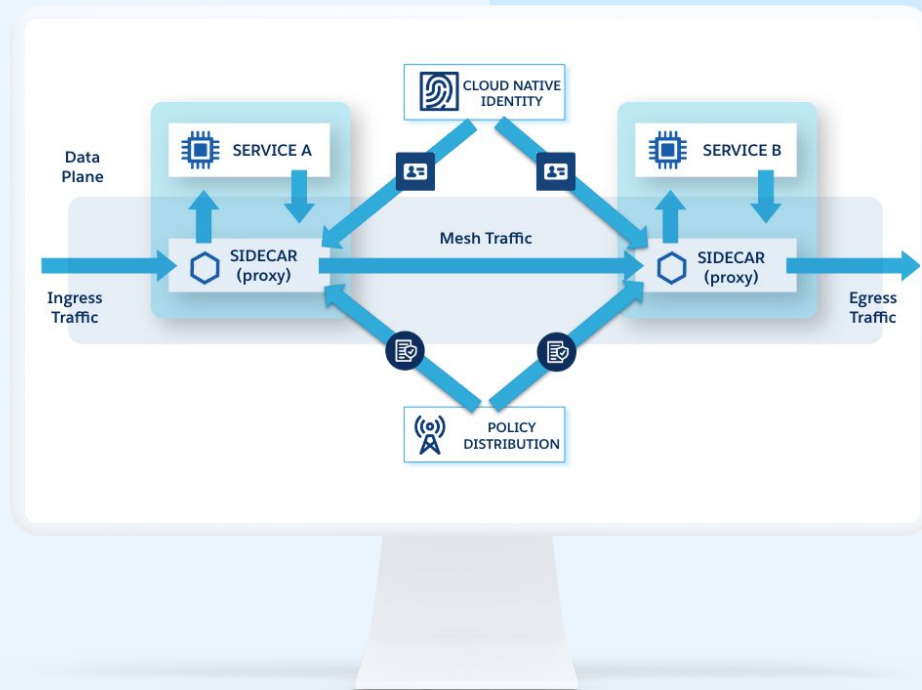 CLOUD NATIVE
IDENTITY
Data
Plane
SERVICE A
SERVICE B
Mesh Traffic
SIDECAR
(proxy)
SIDECAR
(proxy)
Ingress
Traffic
Egress
Traffic
POLICY
DISTRIBUTION